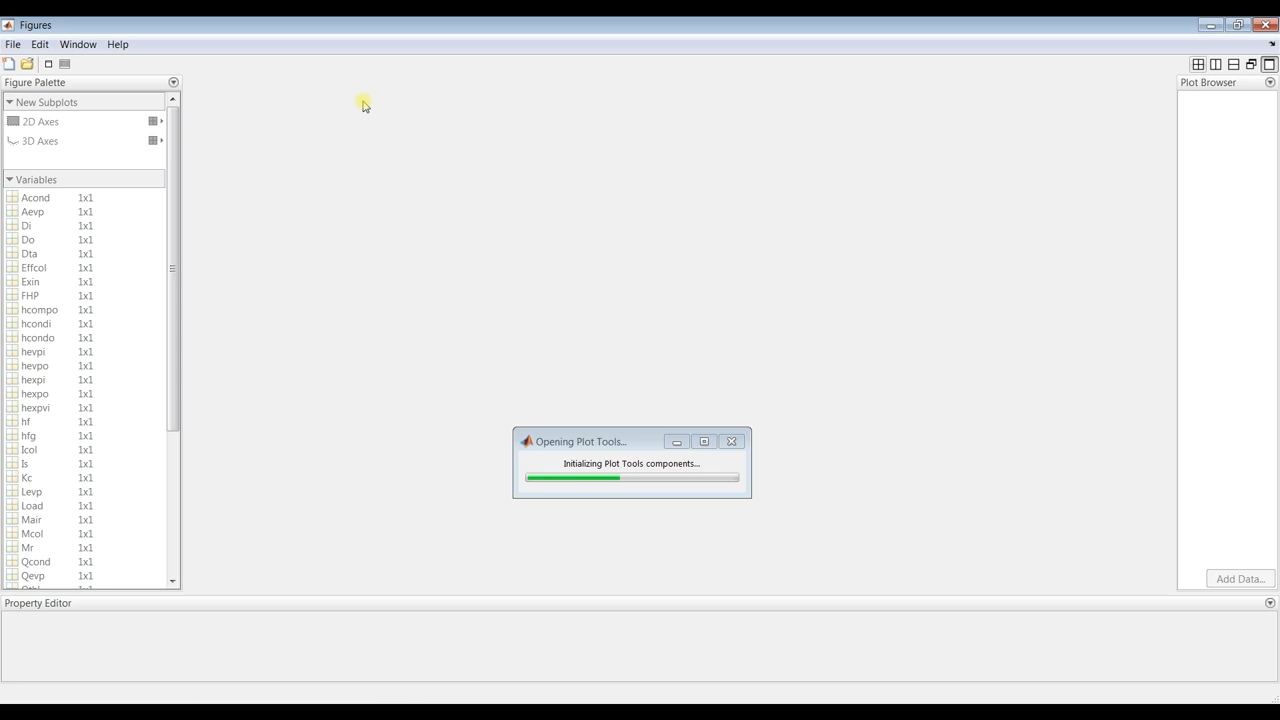 Figures
File Edit Window Help
Figure Palette
Plot Browser
New Subplots
2D Axes
3D Axes
Variables
Acond 1x1
Aevp 1x1
Di 1x1
Do 1x1
Dta 1x1
Effcol 1x1
Exin 1x1
FHP 1x1
hcompo 1x1
hcondi 1x1
hcondo 1x1
hevpi 1x1
hevpo 1x1
hexpi 1x1
hexpo 1x1
hexpvi 1x1
hf 1x1
hfg 1x1
Icol 1x1
Is 1x1
Kc 1x1
Levp 1x1
Load 1x1
Mair 1x1
Mcol 1x1
Mr 1x1
Qcond 1x1
Qevp 1x1
Opening Plot Tools...
Initializing Plot Tools components...
Add Data...
Property Editor